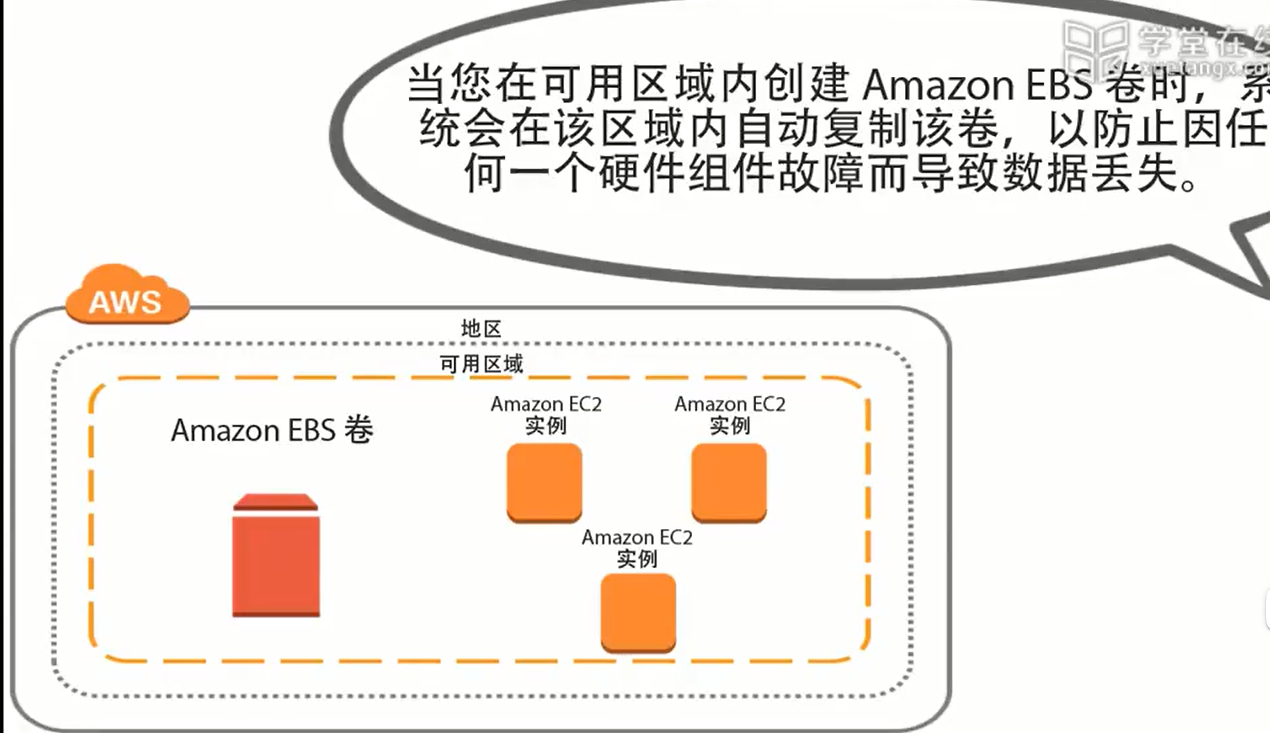 学堂在线
xuetangx.com
当您在可用区域内创建 Amazon EBS 卷时，系
统会在该区域内自动复制该卷，以防止因任
何一个硬件组件故障而导致数据丢失。
AWS
地区
可用区域
Amazon EBS 卷
Amazon EC2
实例
Amazon EC2
实例
Amazon EC2
实例